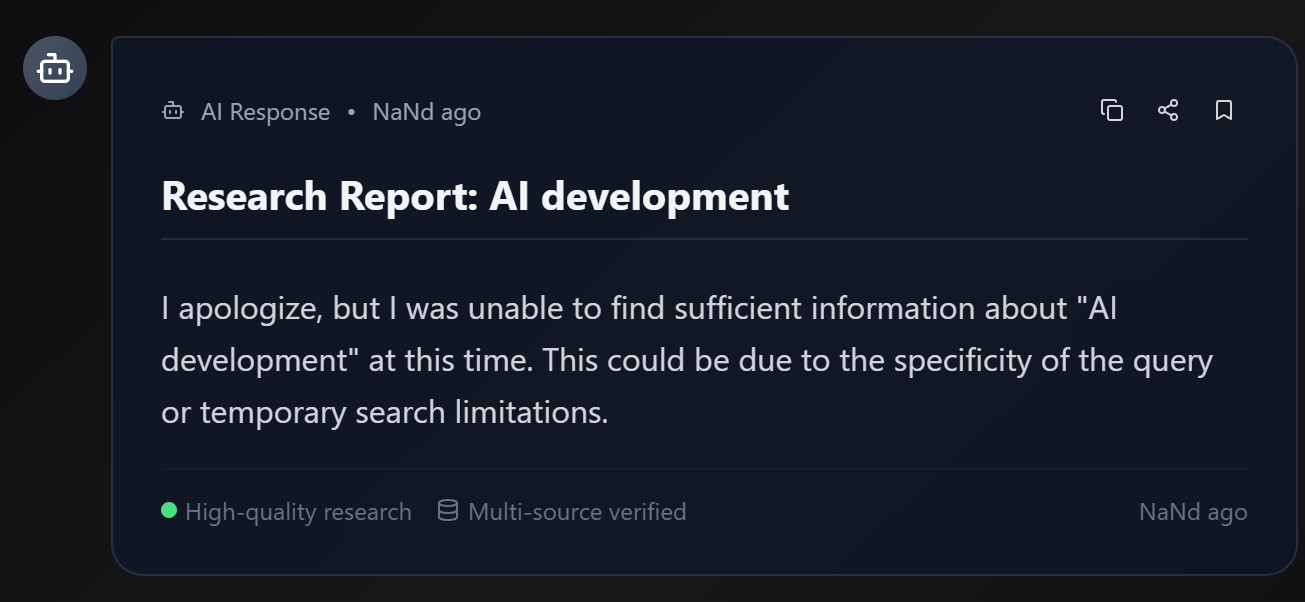 AI Response • NaNd ago
Research Report: AI development
I apologize, but I was unable to find sufficient information about "AI
development" at this time. This could be due to the specificity of the query
or temporary search limitations.
High-quality research Multi-source verified NaNd ago